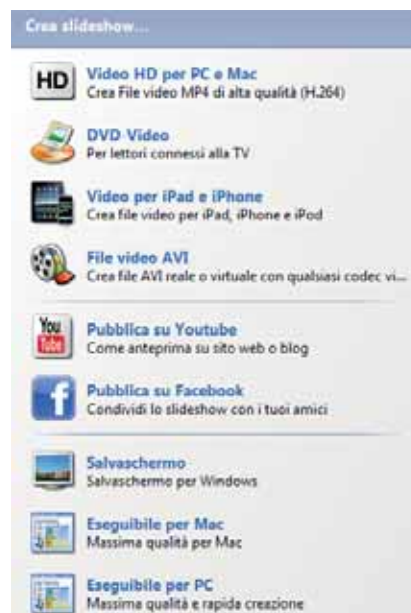 Crea slideshow...
HD
Video HD per PC e Mac
Crea File video MP4 di alta qualità (H.264)
DVD Video
Per lettori connessi alla TV
Video per iPad e iPhone
Crea file video per iPad, iPhone e iPod
File video AVI
Crea file AVI reale o virtuale con qualsiasi codec vi...
You
Tube
Pubblica su Youtube
Come anteprima su sito web o blog
f
Pubblica su Facebook
Condividi lo slideshow con i tuoi amici
Salvaschermo
Salvaschermo per Windows
Eseguibile per Mac
Massima qualità per Mac
Eseguibile per PC
Massima qualità e rapida creazione